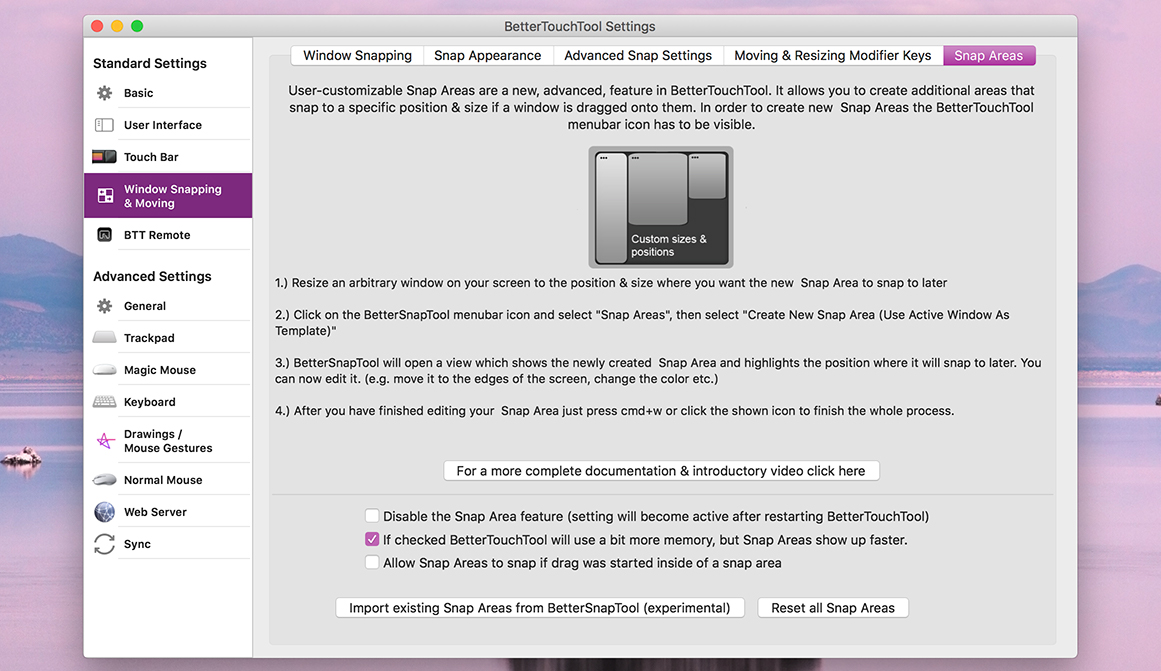 BetterTouchTool Settings
Standard Settings
Basic
User Interface
Touch Bar
Window Snapping
& Moving
BTT Remote
Advanced Settings
General
Trackpad
Magic Mouse
Keyboard
Drawings /
Mouse Gestures
Normal Mouse
Web Server
Sync
Window Snapping
Snap Appearance
Advanced Snap Settings
Moving & Resizing Modifier Keys
Snap Areas
User-customizable Snap Areas are a new, advanced, feature in BetterTouchTool. It allows you to create additional areas that
snap to a specific position & size if a window is dragged onto them. In order to create new  Snap Areas the BetterTouchTool
menubar icon has to be visible.
Custom sizes &
positions
1.) Resize an arbitrary window on your screen to the position & size where you want the new  Snap Area to snap to later
2.) Click on the BetterSnapTool menubar icon and select "Snap Areas", then select "Create New Snap Area (Use Active Window As
Template)"
3.) BetterSnapTool will open a view which shows the newly created  Snap Area and highlights the position where it will snap to later. You
can now edit it. (e.g. move it to the edges of the screen, change the color etc.)
4.) After you have finished editing your  Snap Area just press cmd+w or click the shown icon to finish the whole process.
For a more complete documentation & introductory video click here
Disable the Snap Area feature (setting will become active after restarting BetterTouchTool)
If checked BetterTouchTool will use a bit more memory, but Snap Areas show up faster.
Allow Snap Areas to snap if drag was started inside of a snap area
Import existing Snap Areas from BetterSnapTool (experimental)
Reset all Snap Areas